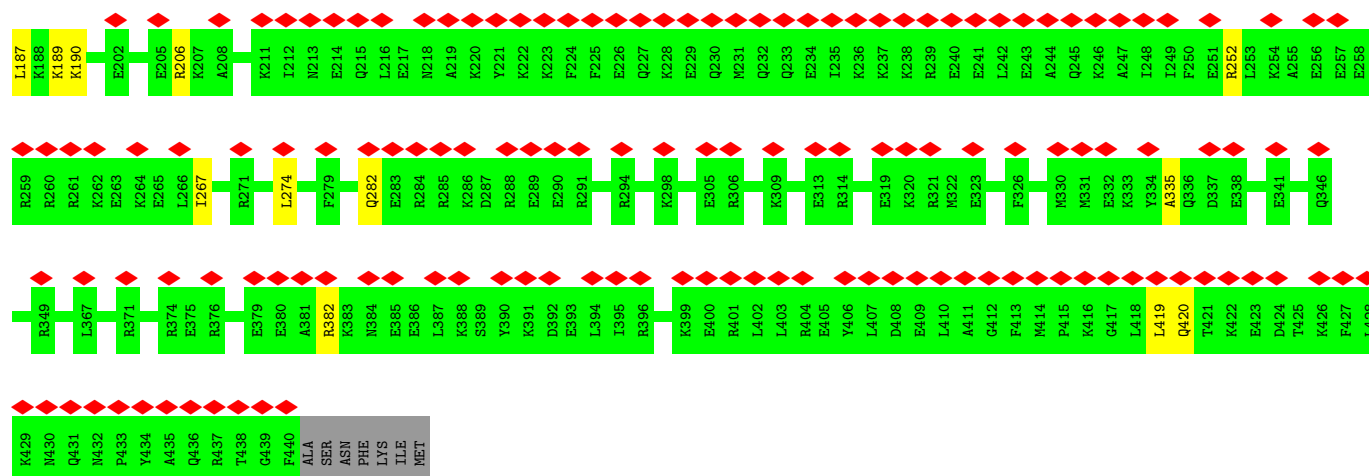 L187 K188 K189 K190 E202 E205 R206 K207 A208 K211 I212 N213 E214 Q215 L216 E217 N218 A219 K220 Y221 K222 K223 F224 F225 E226 Q227 K228 E229 Q230 M231 Q232 Q233 E234 I235 K236 K237 K238 R239 E240 E241 L242 E243 A244 Q245 K246 A247 I248 I249 F250 E251 R252 L253 K254 A255 E256 E257 E258
R259 R260 R261 K262 E263 K264 E265 L266 I267 R271 L274 F279 Q282 E283 R284 R285 K286 D287 R288 E289 E290 R291 R294 K298 E305 R306 K309 E313 R314 E319 K320 R321 M322 E323 F326 M330 M331 E332 K333 Y334 A335 Q336 D337 E338 E341 Q346
R349 L367 R371 R374 E375 R376 E379 E380 A381 R382 K383 N384 E385 E386 L387 K388 S389 Y390 K391 D392 E393 L394 I395 R396 K399 E400 R401 L402 L403 R404 E405 Y406 L407 D408 E409 L410 A411 G412 F413 M414 P415 K416 G417 L418 L419 Q420 T421 K422 E423 D424 T425 K426 F427
K429 N430 Q431 N432 P433 Y434 A435 Q436 R437 T438 G439 F440 ALA SER ASN PHE LYS ILE MET